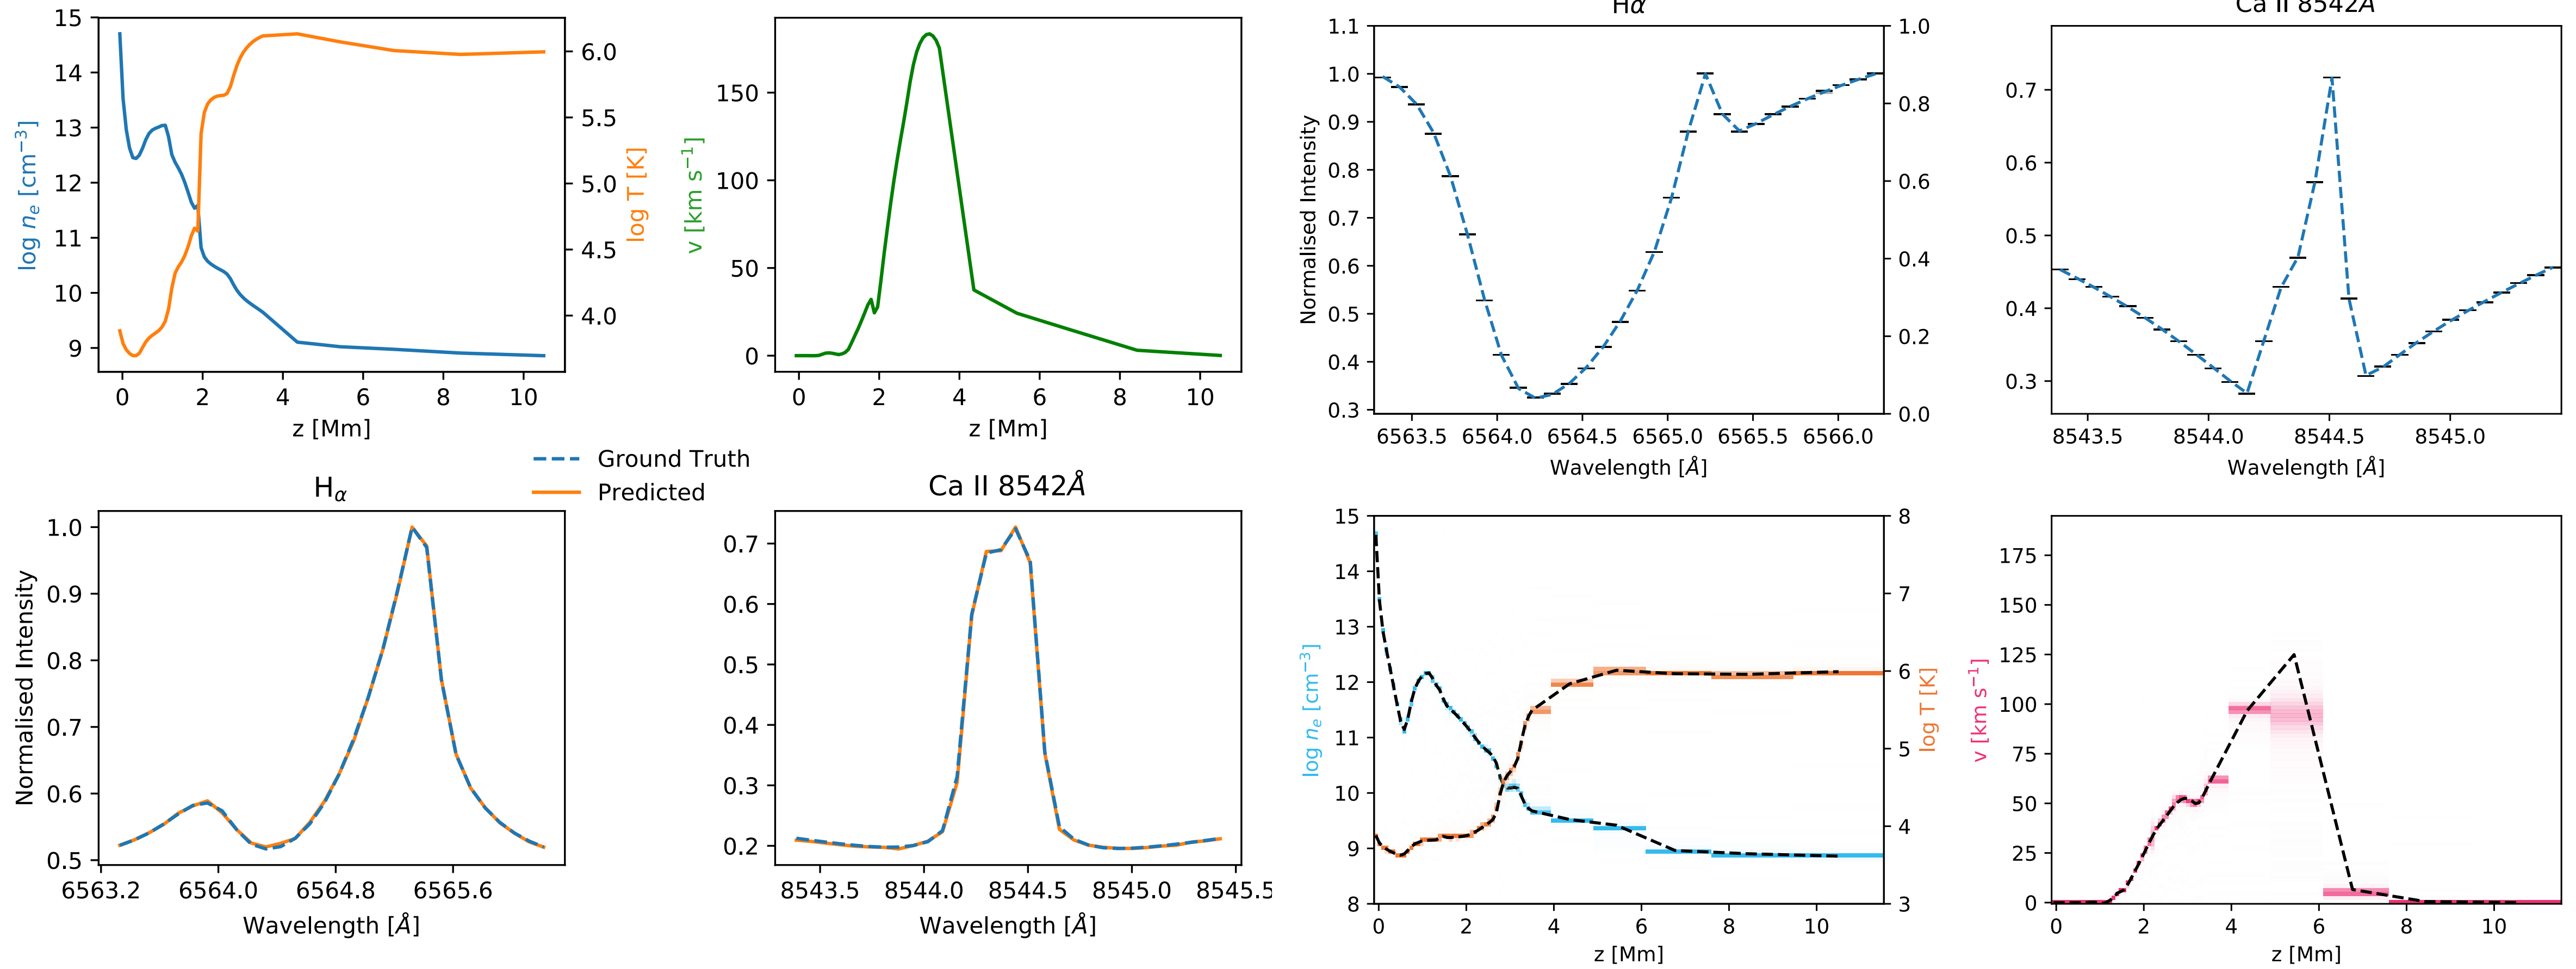 15
14
13
12
11
10
9
log n_e [cm⁻³]
6.0
5.5
5.0
4.5
4.0
log T [K]
0 2 4 6 8 10
z [Mm]
150
100
50
0
v [km s⁻¹]
0 2 4 6 8 10
z [Mm]
Hα
1.1
1.0
0.9
0.8
0.7
0.6
0.5
0.4
0.3
Normalised Intensity
1.0
0.8
0.6
0.4
0.2
0.0
6563.5 6564.0 6564.5 6565.0 6565.5 6566.0
Wavelength [Å]
Ca II 8542Å
0.7
0.6
0.5
0.4
0.3
8543.5 8544.0 8544.5 8545.0
Wavelength [Å]
Ground Truth
Predicted
H_α
1.0
0.9
0.8
0.7
0.6
0.5
Normalised Intensity
6563.2 6564.0 6564.8 6565.6
Wavelength [Å]
Ca II 8542Å
0.7
0.6
0.5
0.4
0.3
0.2
8543.5 8544.0 8544.5 8545.0 8545.5
Wavelength [Å]
15
14
13
12
11
10
9
8
log n_e [cm⁻³]
8
7
6
5
4
3
log T [K]
0 2 4 6 8 10
z [Mm]
175
150
125
100
75
50
25
0
v [km s⁻¹]
0 2 4 6 8 10
z [Mm]